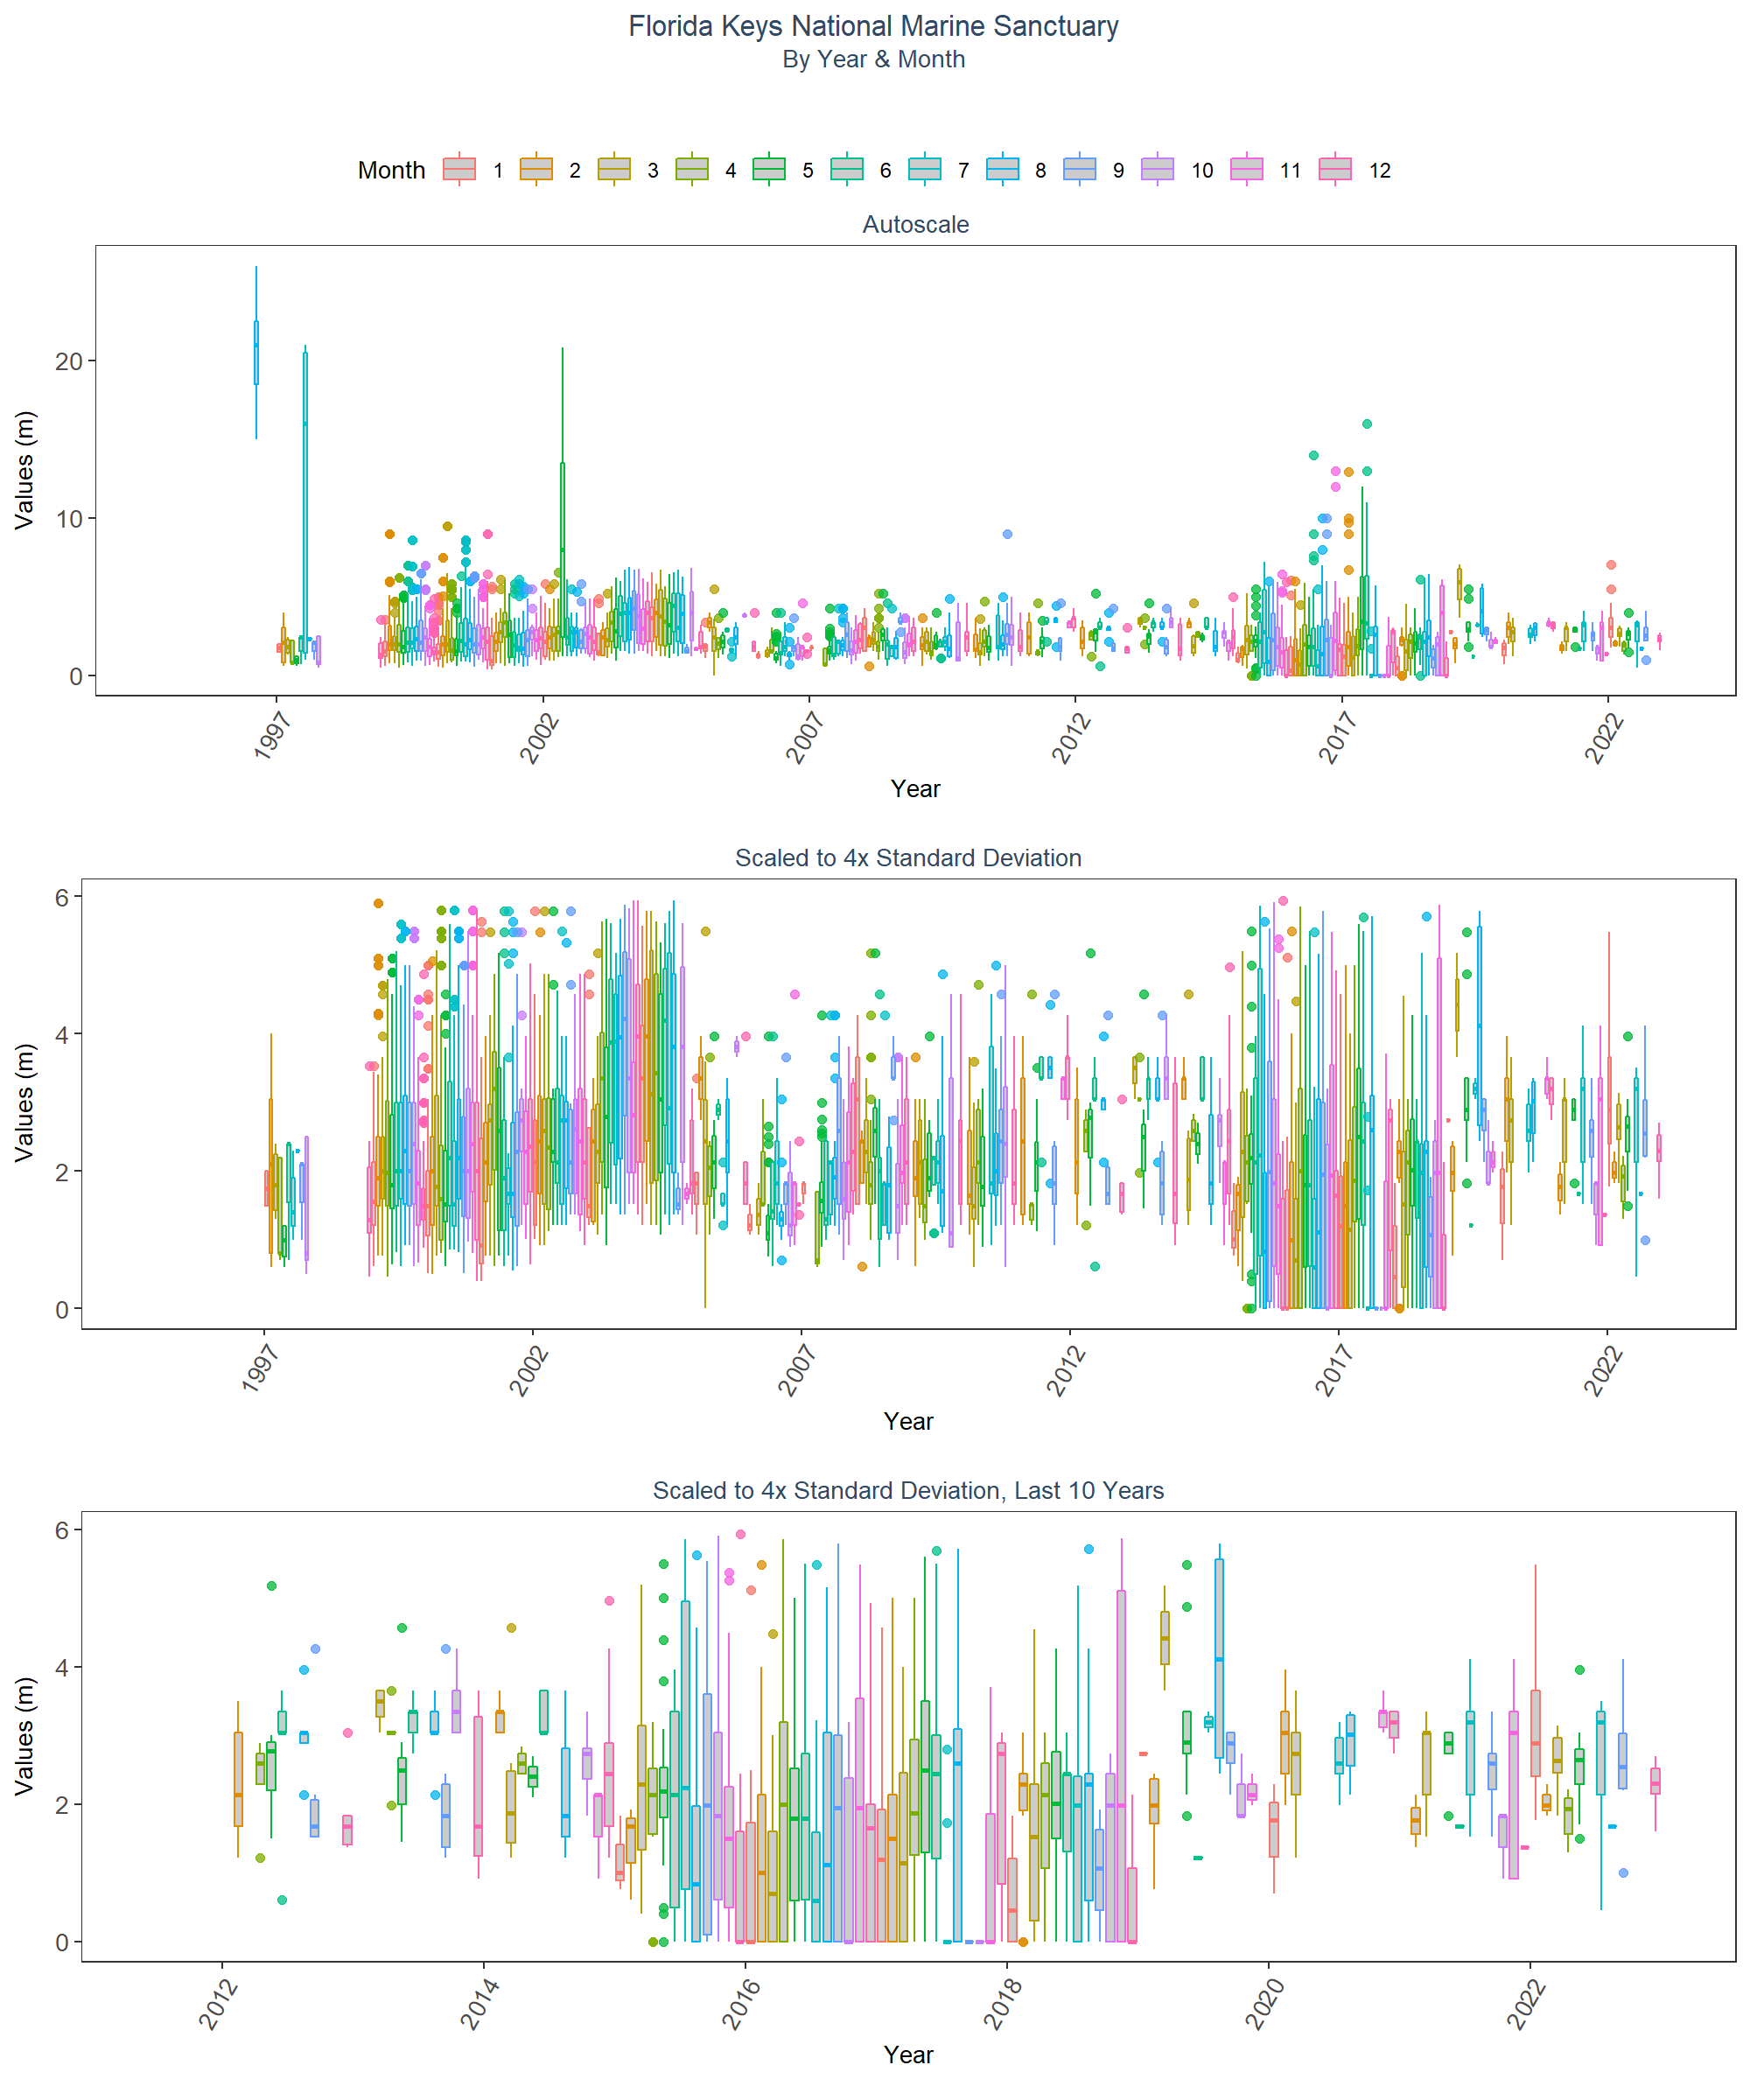 Florida Keys National Marine Sanctuary
By Year & Month
Month 1 2 3 4 5 6 7 8 9 10 11 12
Autoscale
Values (m)
20
10
0
1997 2002 2007 2012 2017 2022
Year
Scaled to 4x Standard Deviation
Values (m)
6
4
2
0
1997 2002 2007 2012 2017 2022
Year
Scaled to 4x Standard Deviation, Last 10 Years
Values (m)
6
4
2
0
2012 2014 2016 2018 2020 2022
Year